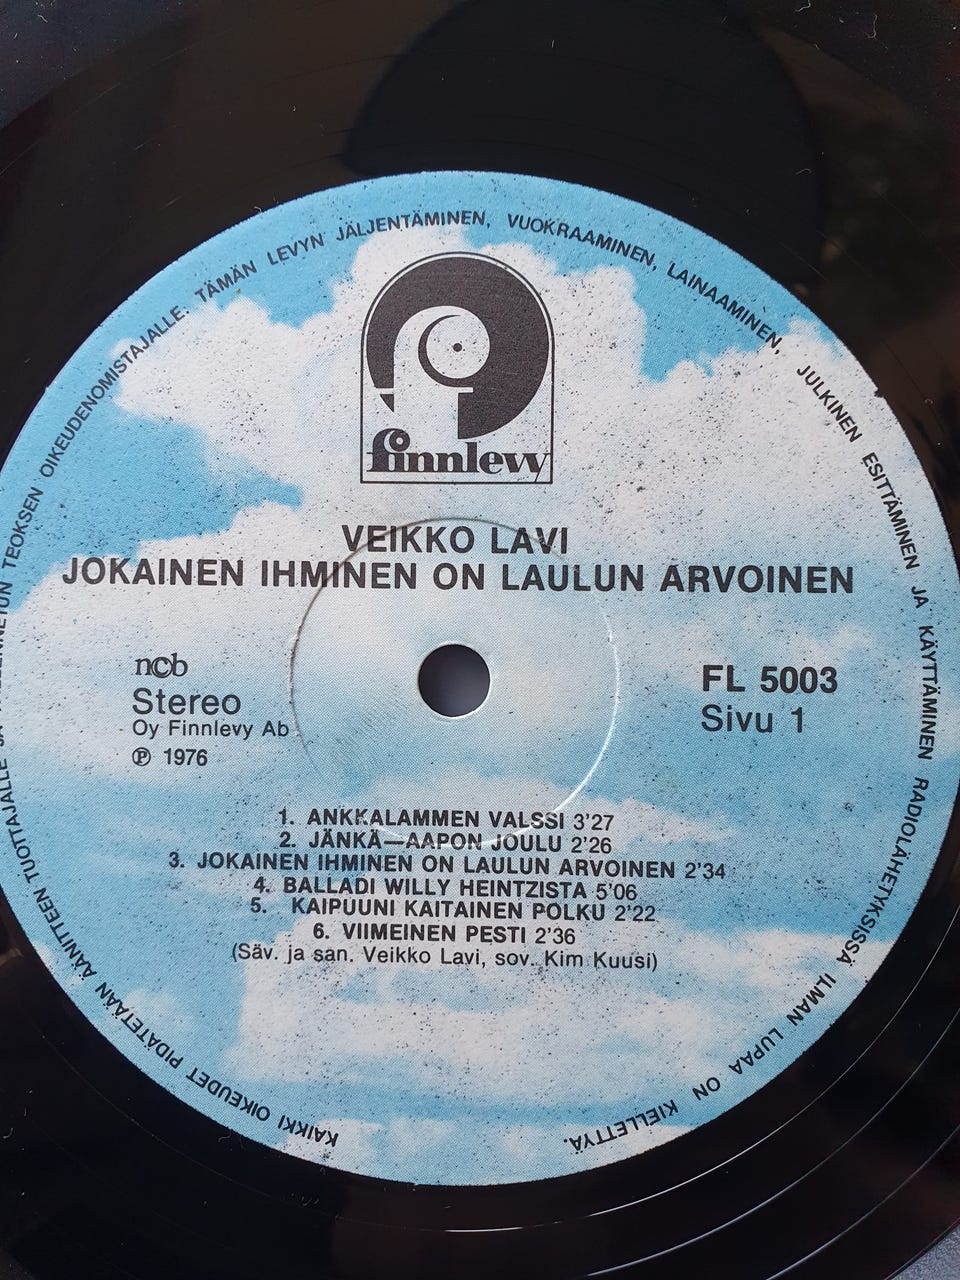 KAIKKI OIKEUDET PIDÄTETÄÄN ÄÄNITTEEN TUOTTAJALLE JA TEOKSEN OIKEUDENOMISTAJALLE. TÄMÄN LEVYN JÄLJENTÄMINEN, VUOKRAAMINEN, LAINAAMINEN, JULKINEN ESITTÄMINEN JA KÄYTTÄMINEN RADIOLÄHETYKSISSÄ ILMAN LUPAA ON KIELLETTYÄ.
finnlevy
VEIKKO LAVI
JOKAINEN IHMINEN ON LAULUN ARVOINEN
ncb
Stereo
Oy Finnlevy Ab
℗ 1976
FL 5003
Sivu 1
1. ANKKALAMMEN VALSSI 3'27
2. JÄNKÄ—AAPON JOULU 2'26
3. JOKAINEN IHMINEN ON LAULUN ARVOINEN 2'34
4. BALLADI WILLY HEINTZISTA 5'06
5. KAIPUUNI KAITAINEN POLKU 2'22
6. VIIMEINEN PESTI 2'36
(Säv. ja san. Veikko Lavi, sov. Kim Kuusi)